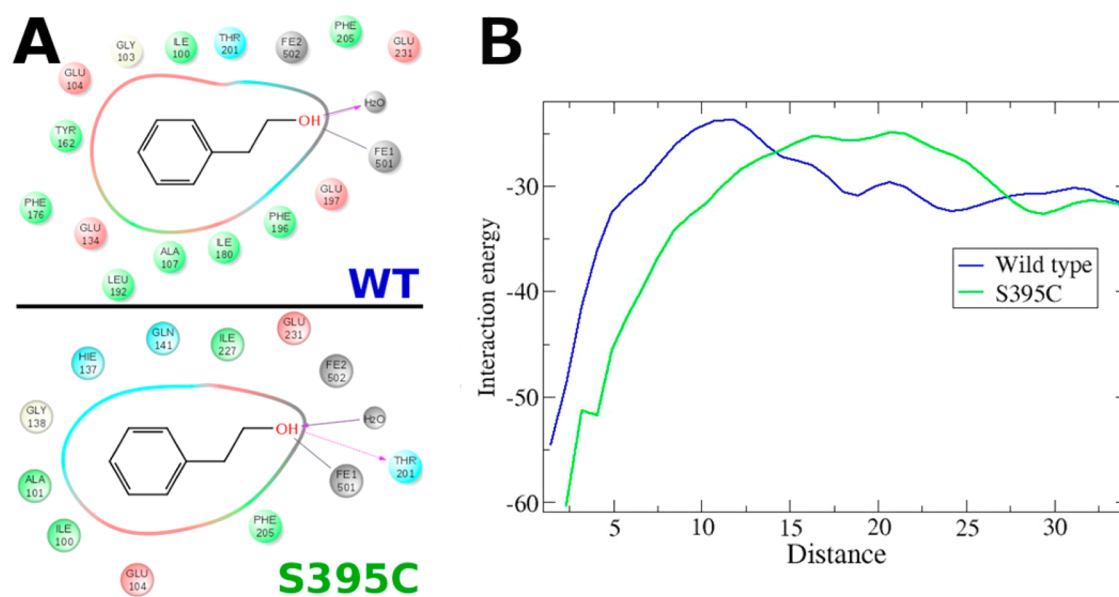 A
GLY
103
ILE
100
THR
201
FE2
502
PHE
205
GLU
231
GLU
104
H2O
TYR
162
OH
FE1
501
PHE
176
GLU
134
GLU
197
PHE
196
ALA
107
ILE
180
LEU
192
WT
GLN
141
ILE
227
GLU
231
HIE
137
FE2
502
GLY
138
H2O
OH
THR
201
FE1
501
ALA
101
ILE
100
PHE
205
GLU
104
S395C
B
Interaction energy
-30
-40
-50
-60
Wild type
S395C
5 10 15 20 25 30
Distance